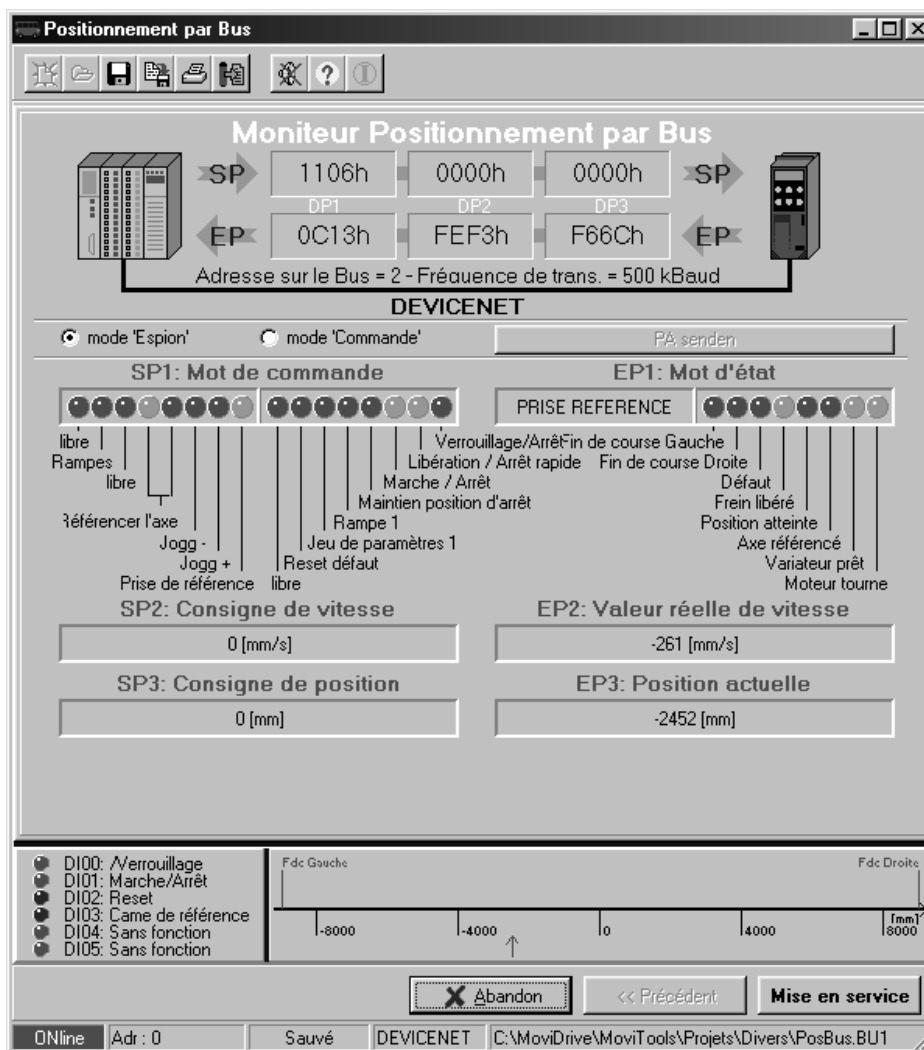 Positionnement par Bus
Moniteur Positionnement par Bus
SP 1106h 0000h 0000h SP
DP1 DP2 DP3
EP 0C13h FEF3h F66Ch EP
Adresse sur le Bus = 2 - Fréquence de trans. = 500 kBaud
DEVICENET
mode 'Espion' mode 'Commande' PA senden
SP1: Mot de commande EP1: Mot d'état
PRISE REFERENCE
libre Verrouillage/Arrêt Fin de course Gauche
Rampes Libération / Arrêt rapide Fin de course Droite
libre Marche / Arrêt Défaut
Maintien position d'arrêt Frein libéré
Référencer l'axe Rampe 1 Position atteinte
Jogg - Jeu de paramètres 1 Axe référencé
Jogg + Reset défaut Variateur prêt
Prise de référence libre Moteur tourne
SP2: Consigne de vitesse EP2: Valeur réelle de vitesse
0 [mm/s] -261 [mm/s]
SP3: Consigne de position EP3: Position actuelle
0 [mm] -2452 [mm]
DI00: /Verrouillage
DI01: Marche/Arrêt
DI02: Reset
DI03: Came de référence
DI04: Sans fonction
DI05: Sans fonction
Fdc Gauche Fdc Droite
[mm]
-8000 -4000 0 4000 8000
Abandon << Précédent Mise en service
ONline Adr : 0 Sauvé DEVICENET C:\MoviDrive\MoviTools\Projets\Divers\PosBus.BU1